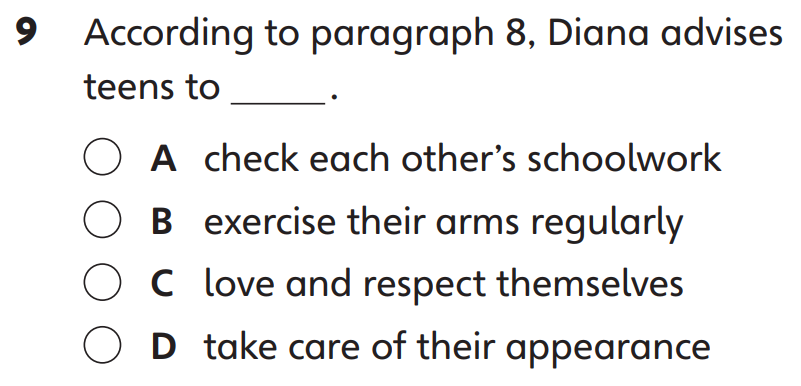 9 According to paragraph 8, Diana advises
teens to _____.
A check each other's schoolwork
B exercise their arms regularly
C love and respect themselves
D take care of their appearance